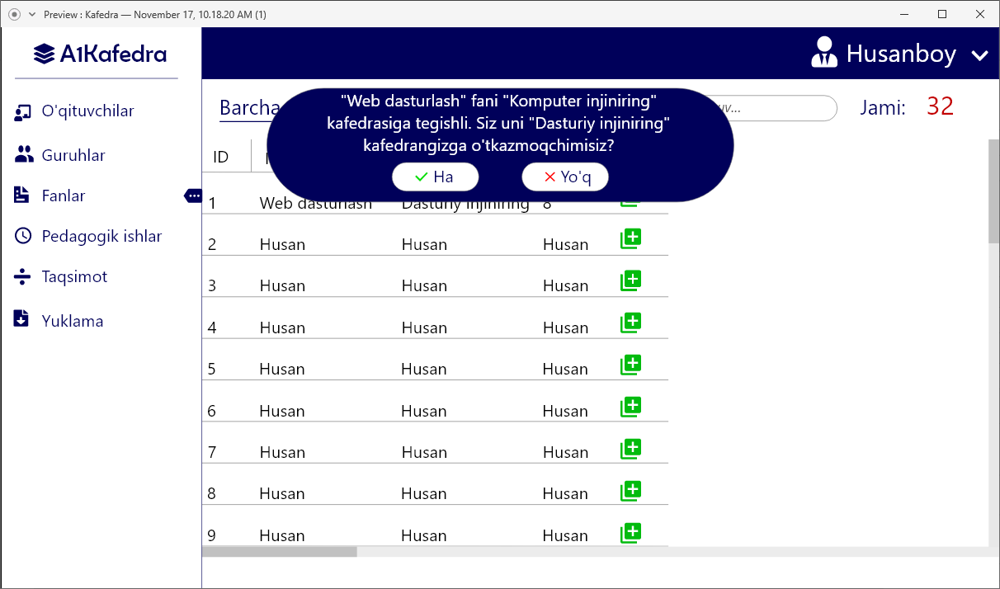 Preview : Kafedra — November 17, 10.18.20 AM (1)
A1Kafedra
Husanboy
O'qituvchilar
Guruhlar
Fanlar
Pedagogik ishlar
Taqsimot
Yuklama
Barcha
Jami: 32
"Web dasturlash" fani "Komputer injiniring"
kafedrasiga tegishli. Siz uni "Dasturiy injiniring"
kafedrangizga o'tkazmoqchimisiz?
Ha Yo'q
ID
1 Web dasturlash Dasturiy injiniring 8
2 Husan Husan Husan
3 Husan Husan Husan
4 Husan Husan Husan
5 Husan Husan Husan
6 Husan Husan Husan
7 Husan Husan Husan
8 Husan Husan Husan
9 Husan Husan Husan